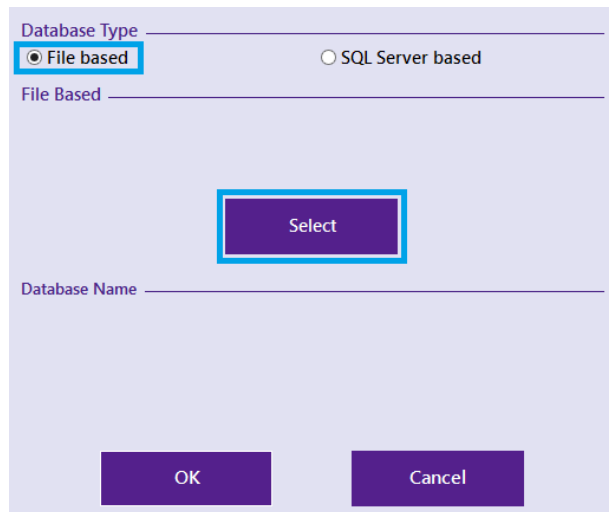 Database Type
File based
SQL Server based
File Based
Select
Database Name
OK
Cancel